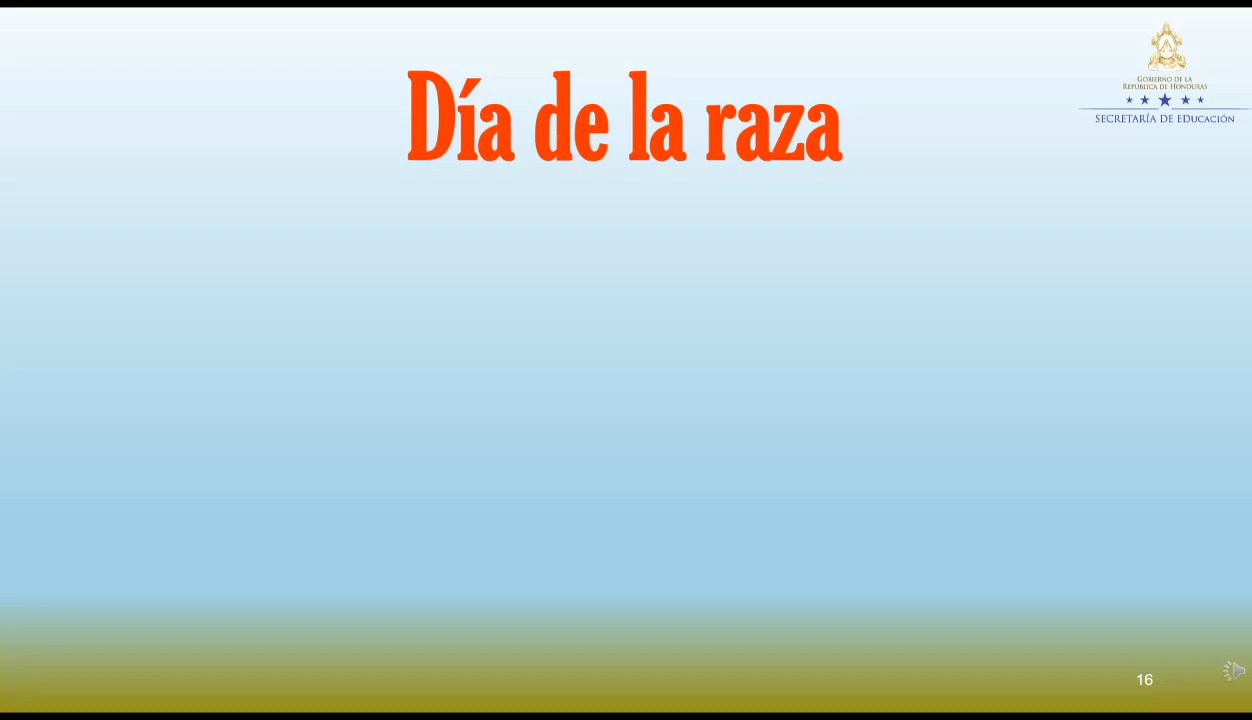 Día de la raza
GOBIERNO DE LA
REPÚBLICA DE HONDURAS
SECRETARÍA DE EDUCACIÓN
16